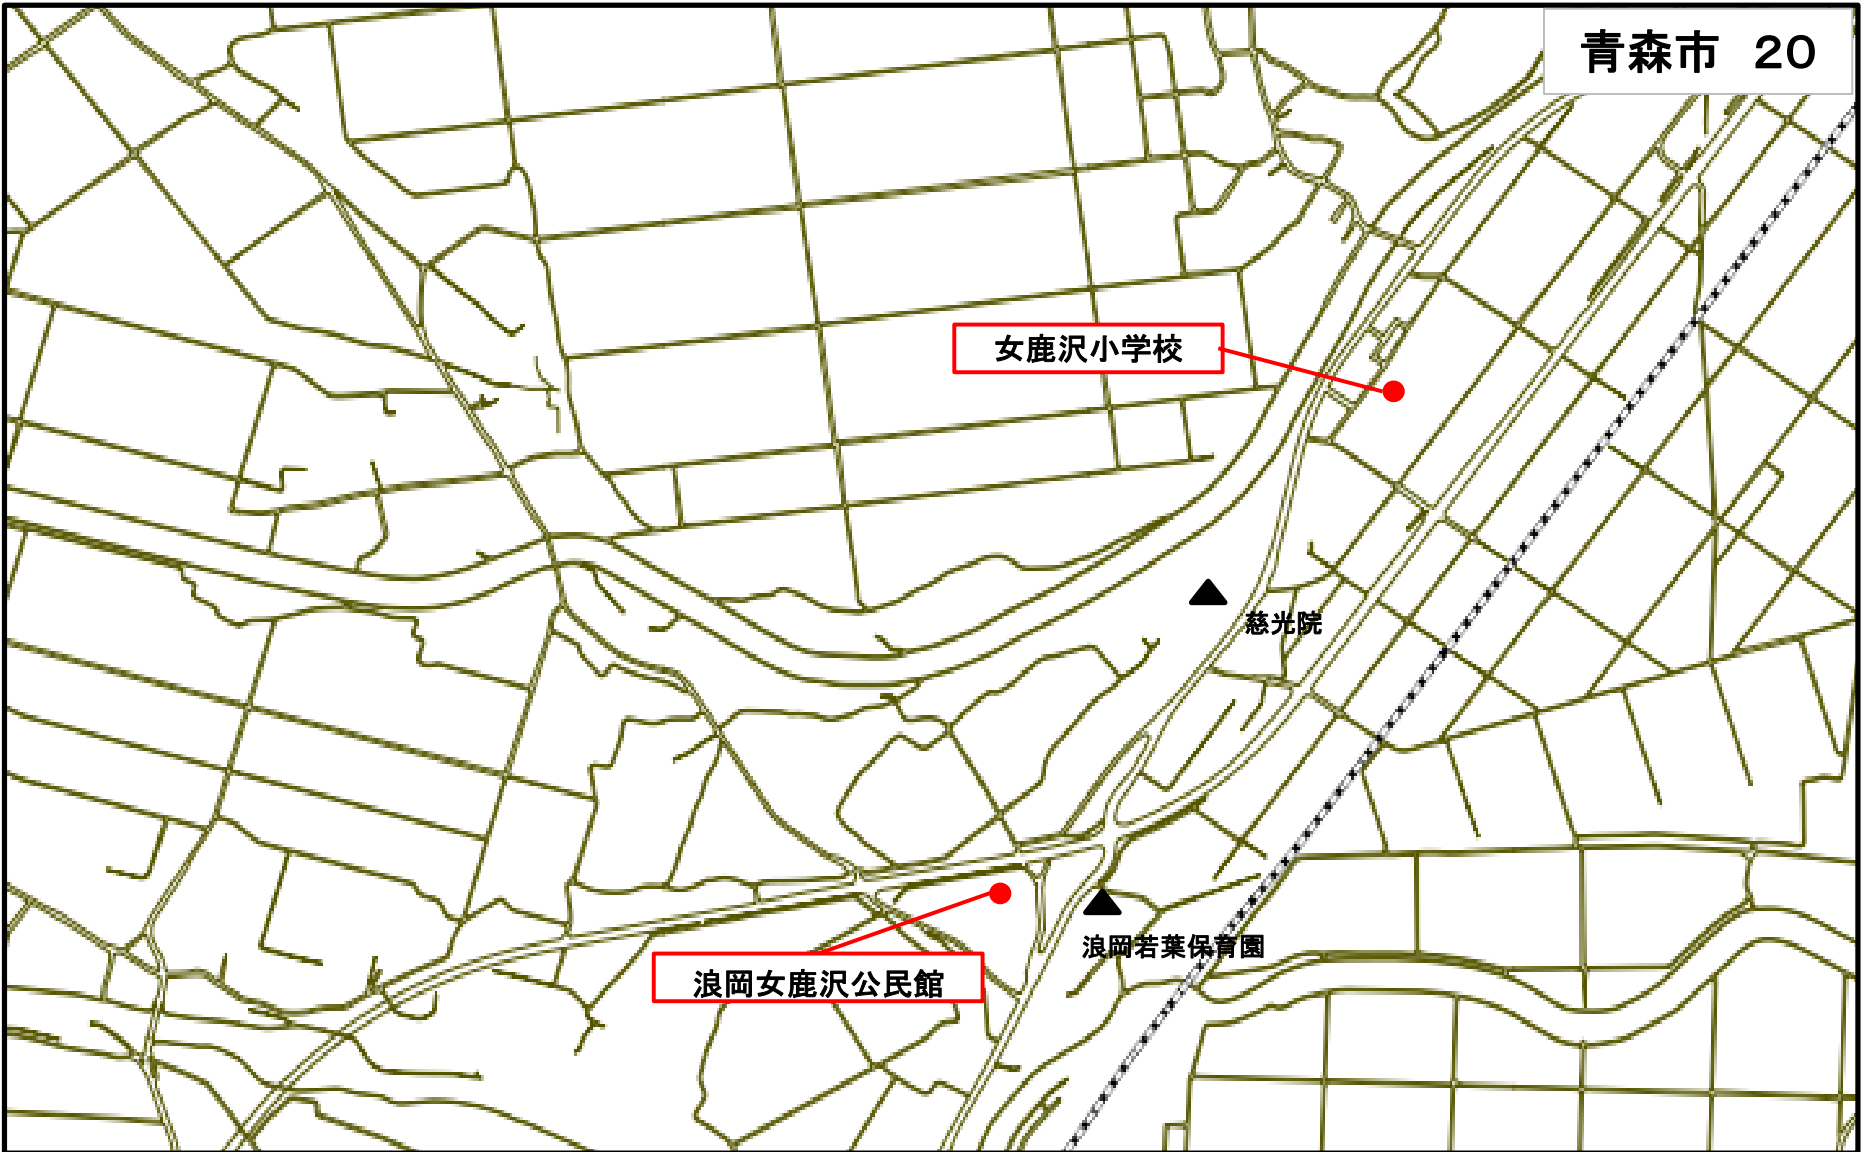 青森市 20
女鹿沢小学校
慈光院
浪岡若葉保育園
浪岡女鹿沢公民館